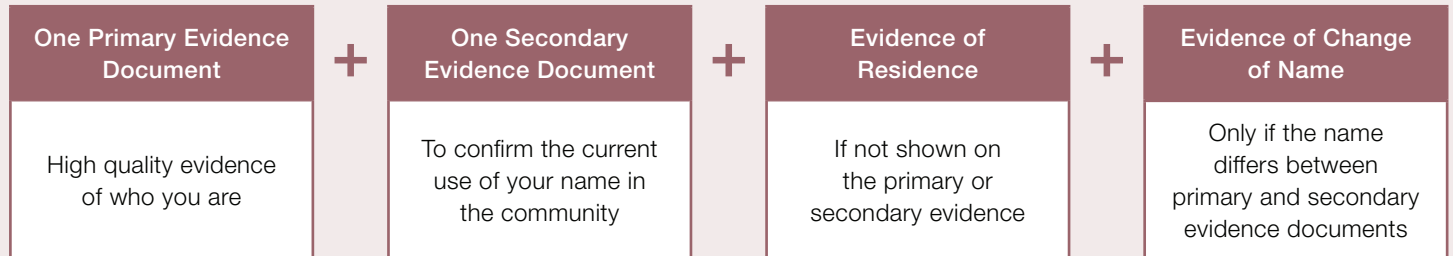 One Primary Evidence
Document
High quality evidence
of who you are
+
One Secondary
Evidence Document
To confirm the current
use of your name in
the community
+
Evidence of
Residence
If not shown on
the primary or
secondary evidence
+
Evidence of Change
of Name
Only if the name
differs between
primary and secondary
evidence documents